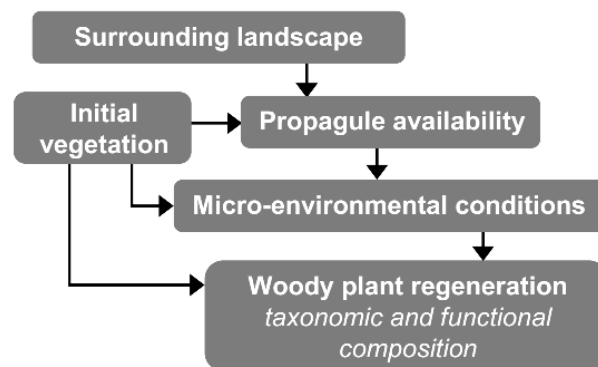 Surrounding landscape
Initial
vegetation
Propagule availability
Micro-environmental conditions
Woody plant regeneration
taxonomic and functional
composition